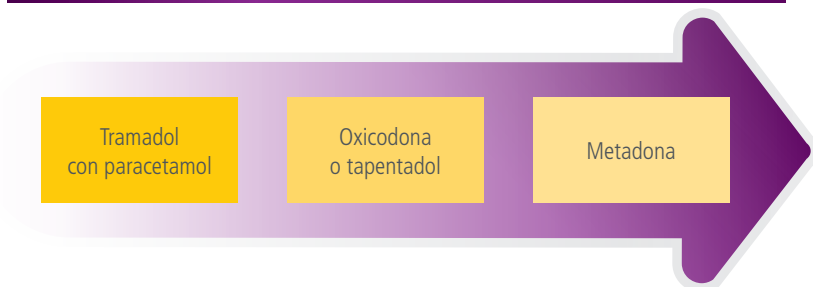 Tramadol
con paracetamol
Oxicodona
o tapentadol
Metadona